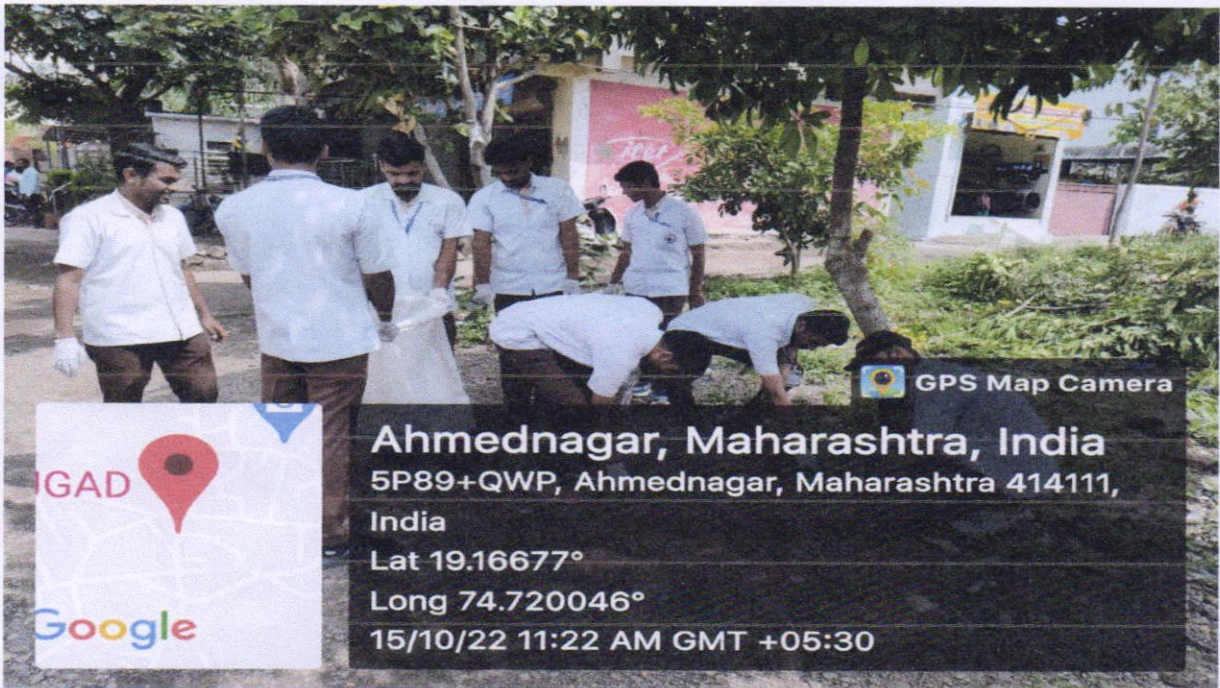 GPS Map Camera
Ahmednagar, Maharashtra, India
5P89+QWP, Ahmednagar, Maharashtra 414111,
India
Lat 19.16677°
Long 74.720046°
15/10/22 11:22 AM GMT +05:30
IGAD
Google